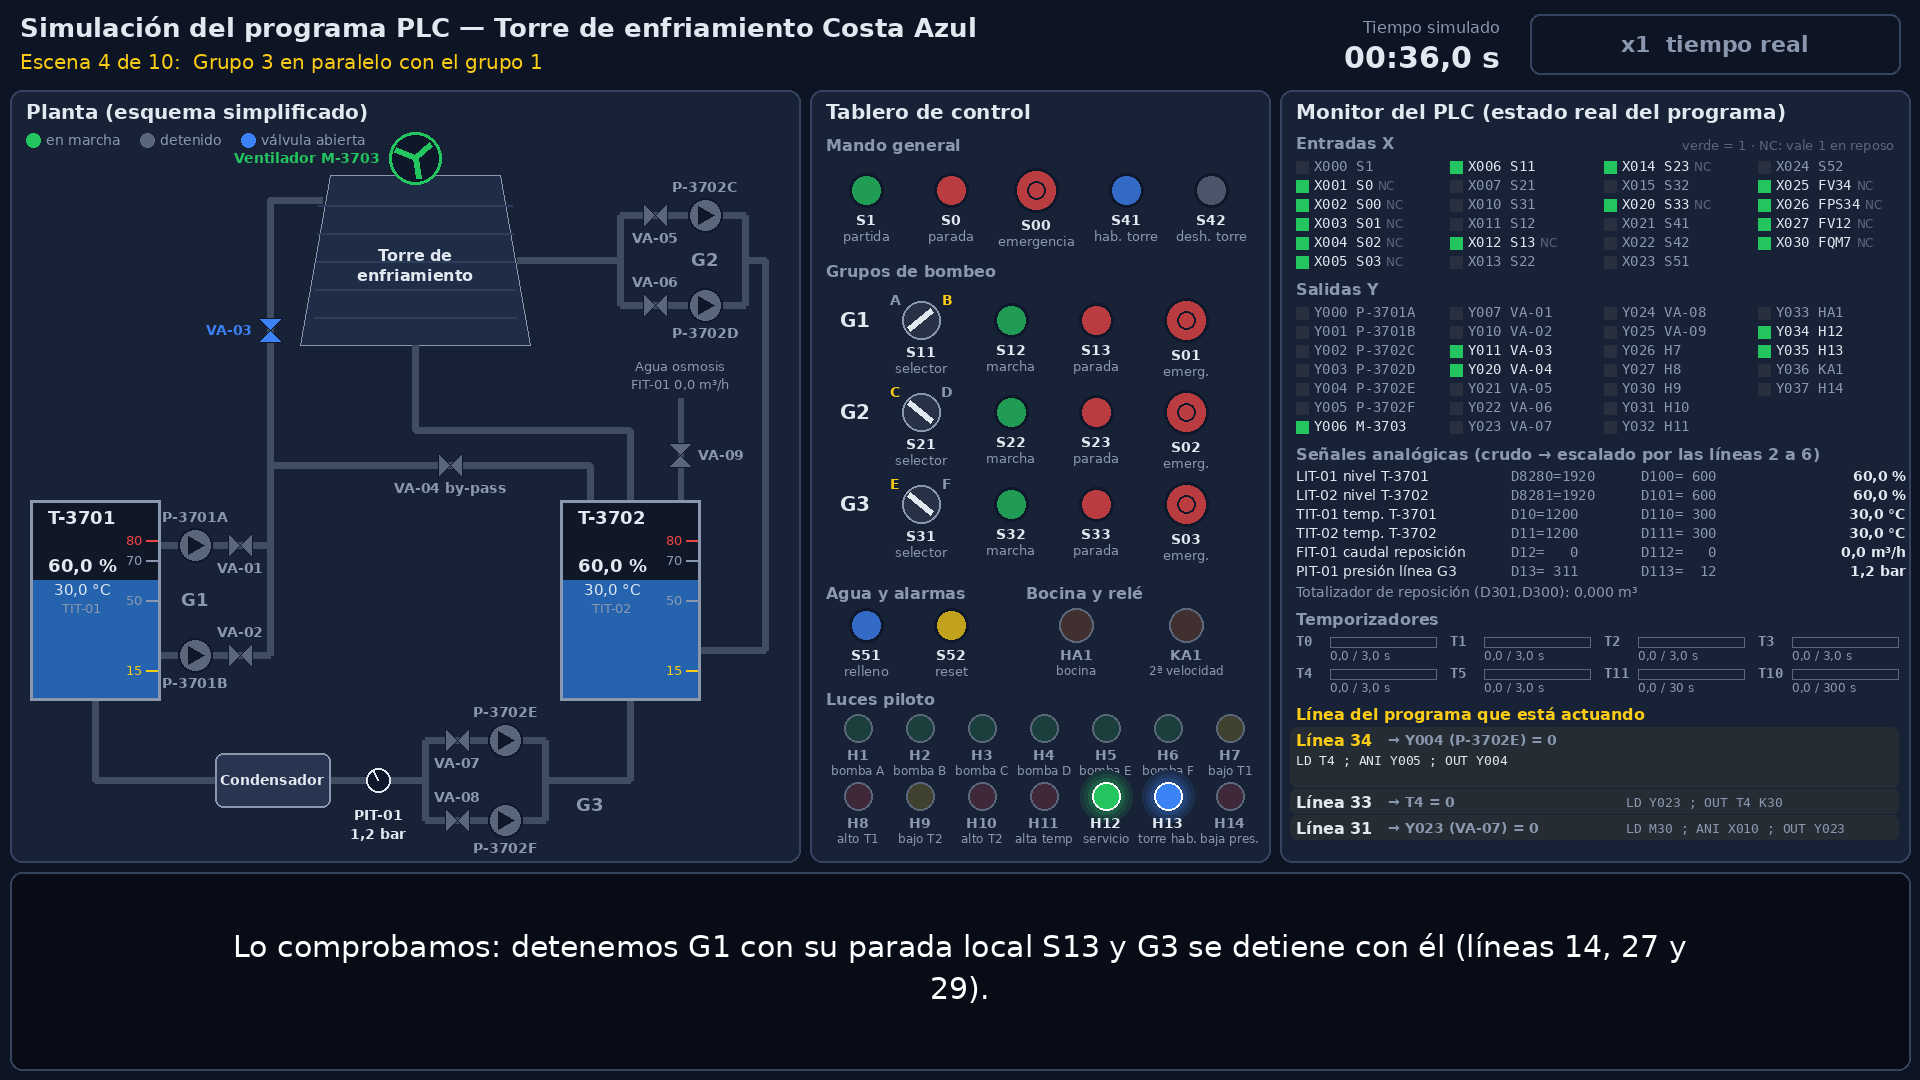 Simulación del programa PLC — Torre de enfriamiento Costa Azul
Escena 4 de 10:  Grupo 3 en paralelo con el grupo 1
Tiempo simulado
00:36,0 s
x1  tiempo real
Planta (esquema simplificado)
en marcha
detenido
válvula abierta
Ventilador M-3703
P-3702C
VA-05
G2
VA-06
P-3702D
Torre de
enfriamiento
VA-03
Agua osmosis
FIT-01 0,0 m³/h
VA-09
VA-04 by-pass
T-3701
80
60,0 %
70
30,0 °C
TIT-01
50
15
P-3701A
VA-01
G1
VA-02
P-3701B
T-3702
80
60,0 %
70
30,0 °C
TIT-02
50
15
P-3702E
VA-07
Condensador
VA-08
G3
PIT-01
1,2 bar
P-3702F
Tablero de control
Mando general
S1
partida
S0
parada
S00
emergencia
S41
hab. torre
S42
desh. torre
Grupos de bombeo
G1
A
B
S11
selector
S12
marcha
S13
parada
S01
emerg.
G2
C
D
S21
selector
S22
marcha
S23
parada
S02
emerg.
G3
E
F
S31
selector
S32
marcha
S33
parada
S03
emerg.
Agua y alarmas
S51
relleno
S52
reset
Bocina y relé
HA1
bocina
KA1
2ª velocidad
Luces piloto
H1
bomba A
H2
bomba B
H3
bomba C
H4
bomba D
H5
bomba E
H6
bomba F
H7
bajo T1
H8
alto T1
H9
bajo T2
H10
alto T2
H11
alta temp
H12
servicio
H13
torre hab.
H14
baja pres.
Monitor del PLC (estado real del programa)
Entradas X
verde = 1 · NC: vale 1 en reposo
X000 S1
X006 S11
X014 S23 NC
X024 S52
X001 S0 NC
X007 S21
X015 S32
X025 FV34 NC
X002 S00 NC
X010 S31
X020 S33 NC
X026 FPS34 NC
X003 S01 NC
X011 S12
X021 S41
X027 FV12 NC
X004 S02 NC
X012 S13 NC
X022 S42
X030 FQM7 NC
X005 S03 NC
X013 S22
X023 S51
Salidas Y
Y000 P-3701A
Y007 VA-01
Y024 VA-08
Y033 HA1
Y001 P-3701B
Y010 VA-02
Y025 VA-09
Y034 H12
Y002 P-3702C
Y011 VA-03
Y026 H7
Y035 H13
Y003 P-3702D
Y020 VA-04
Y027 H8
Y036 KA1
Y004 P-3702E
Y021 VA-05
Y030 H9
Y037 H14
Y005 P-3702F
Y022 VA-06
Y031 H10
Y006 M-3703
Y023 VA-07
Y032 H11
Señales analógicas (crudo → escalado por las líneas 2 a 6)
LIT-01 nivel T-3701 D8280=1920 D100= 600 60,0 %
LIT-02 nivel T-3702 D8281=1920 D101= 600 60,0 %
TIT-01 temp. T-3701 D10=1200 D110= 300 30,0 °C
TIT-02 temp. T-3702 D11=1200 D111= 300 30,0 °C
FIT-01 caudal reposición D12=   0 D112=   0 0,0 m³/h
PIT-01 presión línea G3 D13= 311 D113=  12 1,2 bar
Totalizador de reposición (D301,D300): 0,000 m³
Temporizadores
T0
0,0 / 3,0 s
T1
0,0 / 3,0 s
T2
0,0 / 3,0 s
T3
0,0 / 3,0 s
T4
0,0 / 3,0 s
T5
0,0 / 3,0 s
T11
0,0 / 30 s
T10
0,0 / 300 s
Línea del programa que está actuando
Línea 34 → Y004 (P-3702E) = 0
LD T4 ; ANI Y005 ; OUT Y004
Línea 33 → T4 = 0 LD Y023 ; OUT T4 K30
Línea 31 → Y023 (VA-07) = 0 LD M30 ; ANI X010 ; OUT Y023
Lo comprobamos: detenemos G1 con su parada local S13 y G3 se detiene con él (líneas 14, 27 y
29).